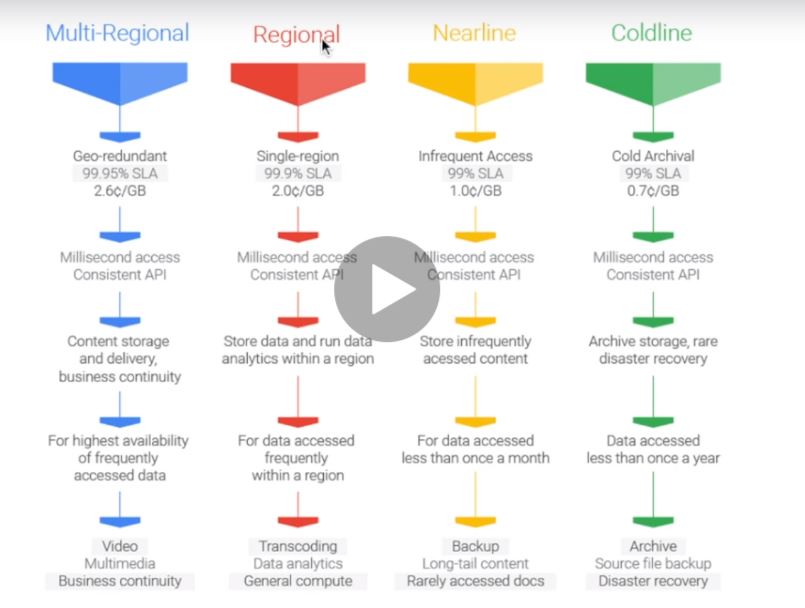 Multi-Regional
Geo-redundant
99.95% SLA
2.6¢/GB
Millisecond access
Consistent API
Content storage
and delivery,
business continuity
For highest availability
of frequently
accessed data
Video
Multimedia
Business continuity
Regional
Single-region
99.9% SLA
2.0¢/GB
Millisecond access
Consistent API
Store data and run data
analytics within a region
For data accessed
frequently
within a region
Transcoding
Data analytics
General compute
Nearline
Infrequent Access
99% SLA
1.0¢/GB
Millisecond access
Consistent API
Store infrequently
acessed content
For data accessed
less than once a month
Backup
Long-tail content
Rarely accessed docs
Coldline
Cold Archival
99% SLA
0.7¢/GB
Millisecond access
Consistent API
Archive storage, rare
disaster recovery
Data accessed
less than once a year
Archive
Source file backup
Disaster recovery